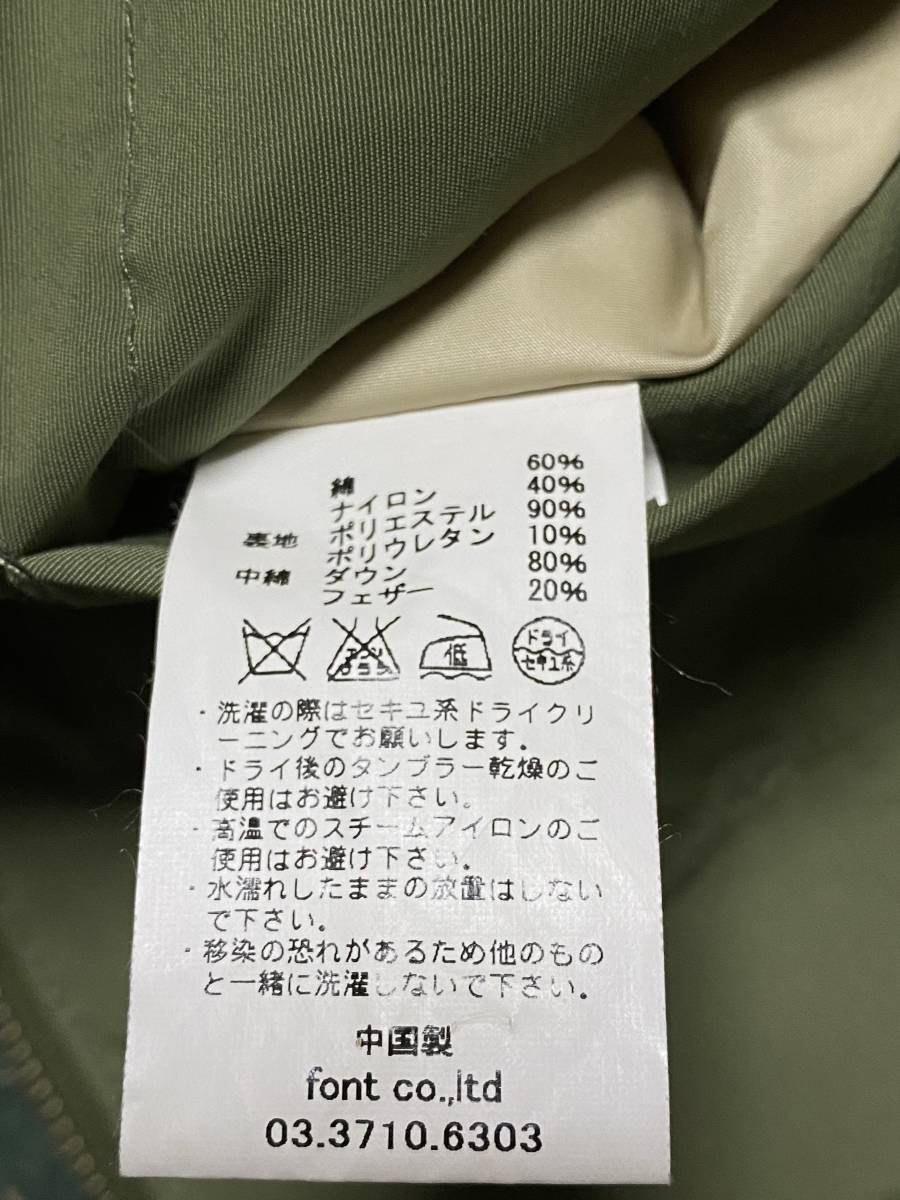 綿 60%
ナイロン 40%
裏地 ポリエステル 90%
ポリウレタン 10%
中綿 ダウン 80%
フェザー 20%
エンソ サラシ 低 ドライ セキユ系
・洗濯の際はセキユ系ドライクリ
ーニングでお願いします。
・ドライ後のタンブラー乾燥のご
使用はお避け下さい。
・高温でのスチームアイロンのご
使用はお避け下さい。
・水濡れしたままの放置はしない
で下さい。
・移染の恐れがあるため他のもの
と一緒に洗濯しないで下さい。
中国製
font co.,ltd
03.3710.6303